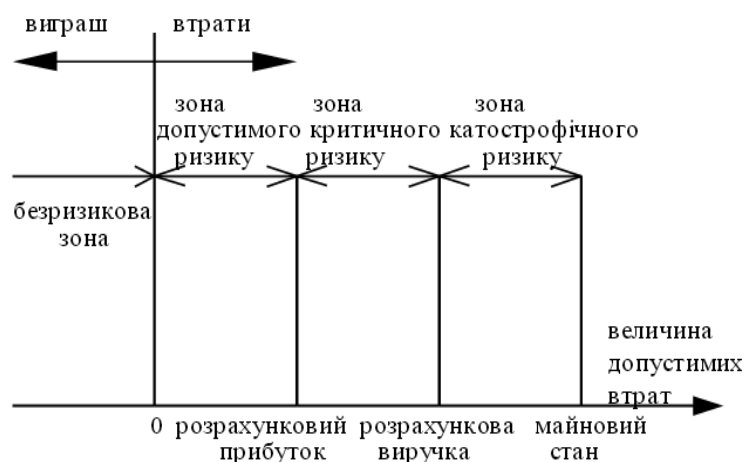 виграш втрати
зона зона зона
допустимого критичного катострофічного
ризику ризику ризику
безризикова
зона
величина
допустимих
втрат
0 розрахунковий розрахункова майновий
прибуток виручка стан